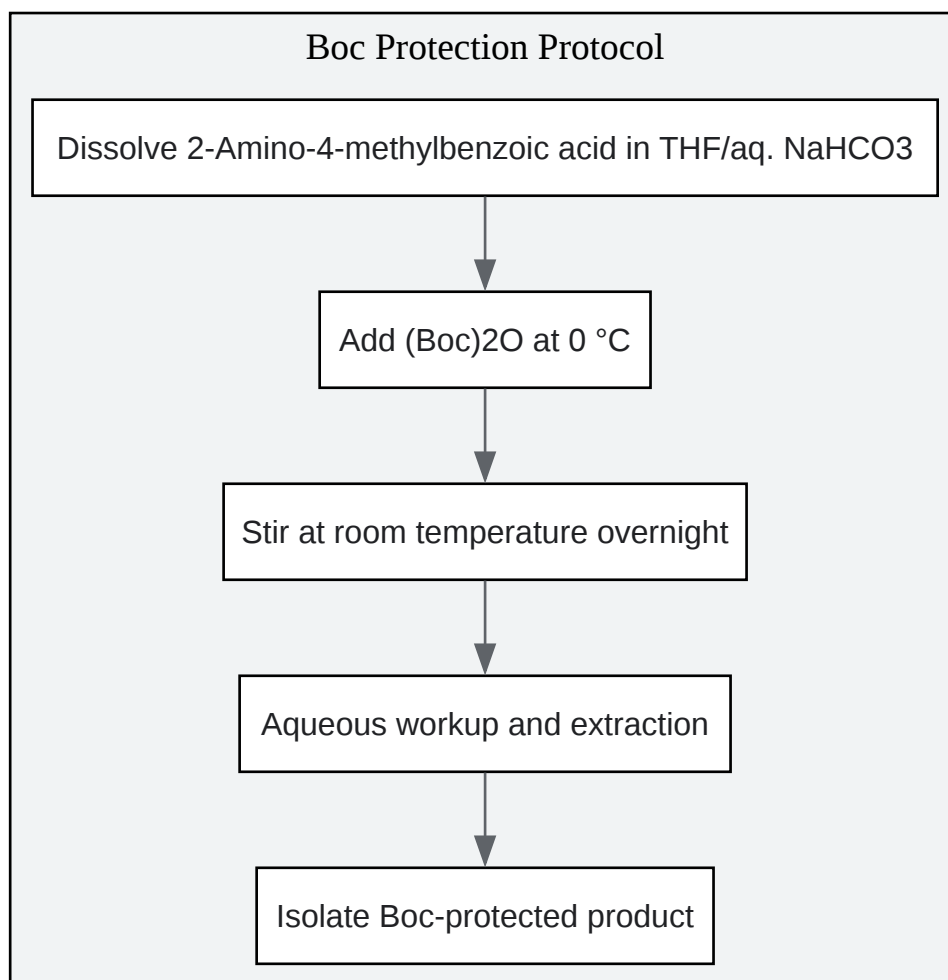 Boc Protection Protocol
Dissolve 2-Amino-4-methylbenzoic acid in THF/aq. NaHCO3
Add (Boc)2O at 0 °C
Stir at room temperature overnight
Aqueous workup and extraction
Isolate Boc-protected product